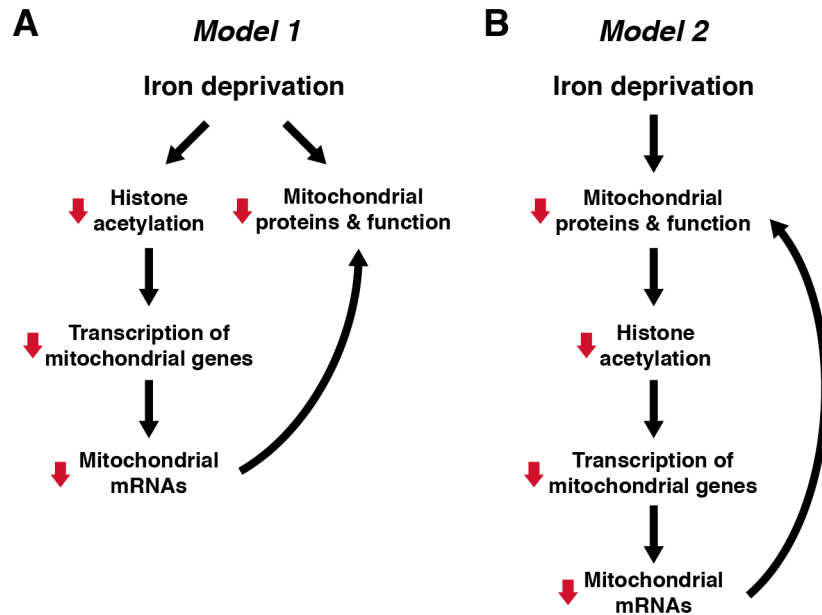 A
Model 1
Iron deprivation
Histone
acetylation
Mitochondrial
proteins & function
Transcription of
mitochondrial genes
Mitochondrial
mRNAs
B
Model 2
Iron deprivation
Mitochondrial
proteins & function
Histone
acetylation
Transcription of
mitochondrial genes
Mitochondrial
mRNAs